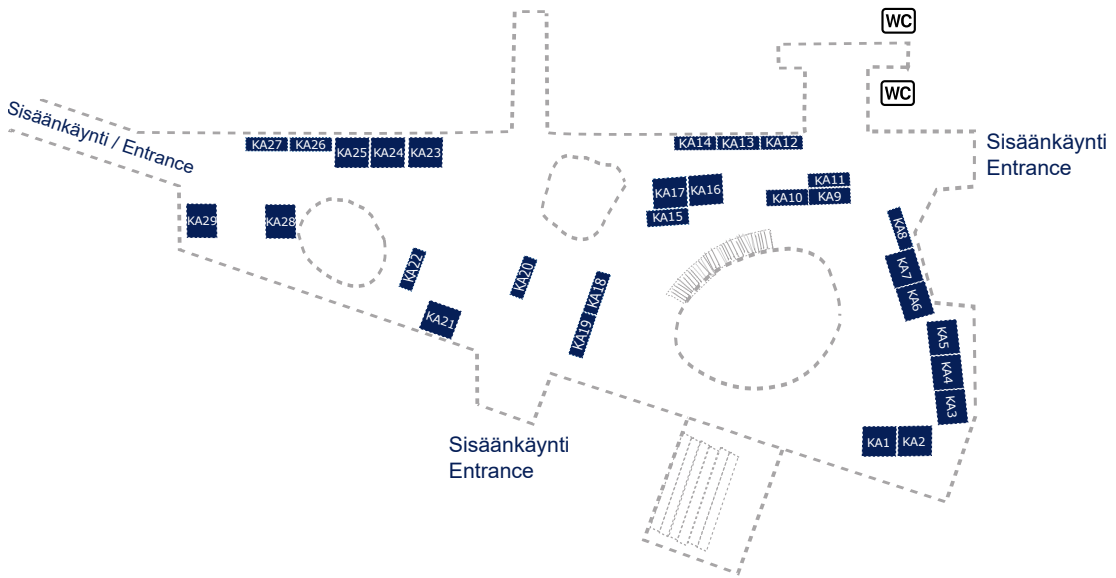 WC
WC
Sisäänkäynti / Entrance
KA27
KA26
KA25
KA24
KA23
KA14
KA13
KA12
Sisäänkäynti
Entrance
KA17
KA16
KA11
KA10
KA9
KA15
KA29
KA28
KA8
KA22
KA20
KA7
KA18
KA6
KA21
KA19
KA5
KA4
KA3
KA1
KA2
Sisäänkäynti
Entrance